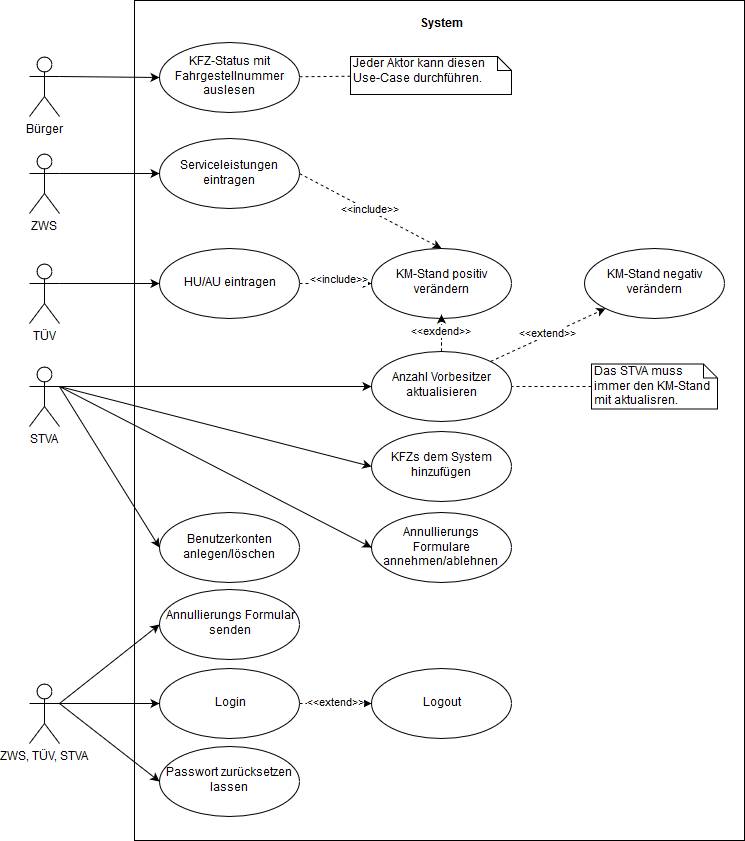 System
KFZ-Status mit
Fahrgestellnummer
auslesen
Jeder Aktor kann diesen
Use-Case durchführen.
Bürger
Serviceleistungen
eintragen
<<include>>
ZWS
HU/AU eintragen
<<include>>
KM-Stand positiv
verändern
KM-Stand negativ
verändern
TÜV
<<exdend>>
<<extend>>
Anzahl Vorbesitzer
aktualisieren
Das STVA muss
immer den KM-Stand
mit aktualisren.
STVA
KFZs dem System
hinzufügen
Benutzerkonten
anlegen/löschen
Annullierungs
Formulare
annehmen/ablehnen
Annullierungs Formular
senden
Login
<<extend>>
Logout
ZWS, TÜV, STVA
Passwort zurücksetzen
lassen